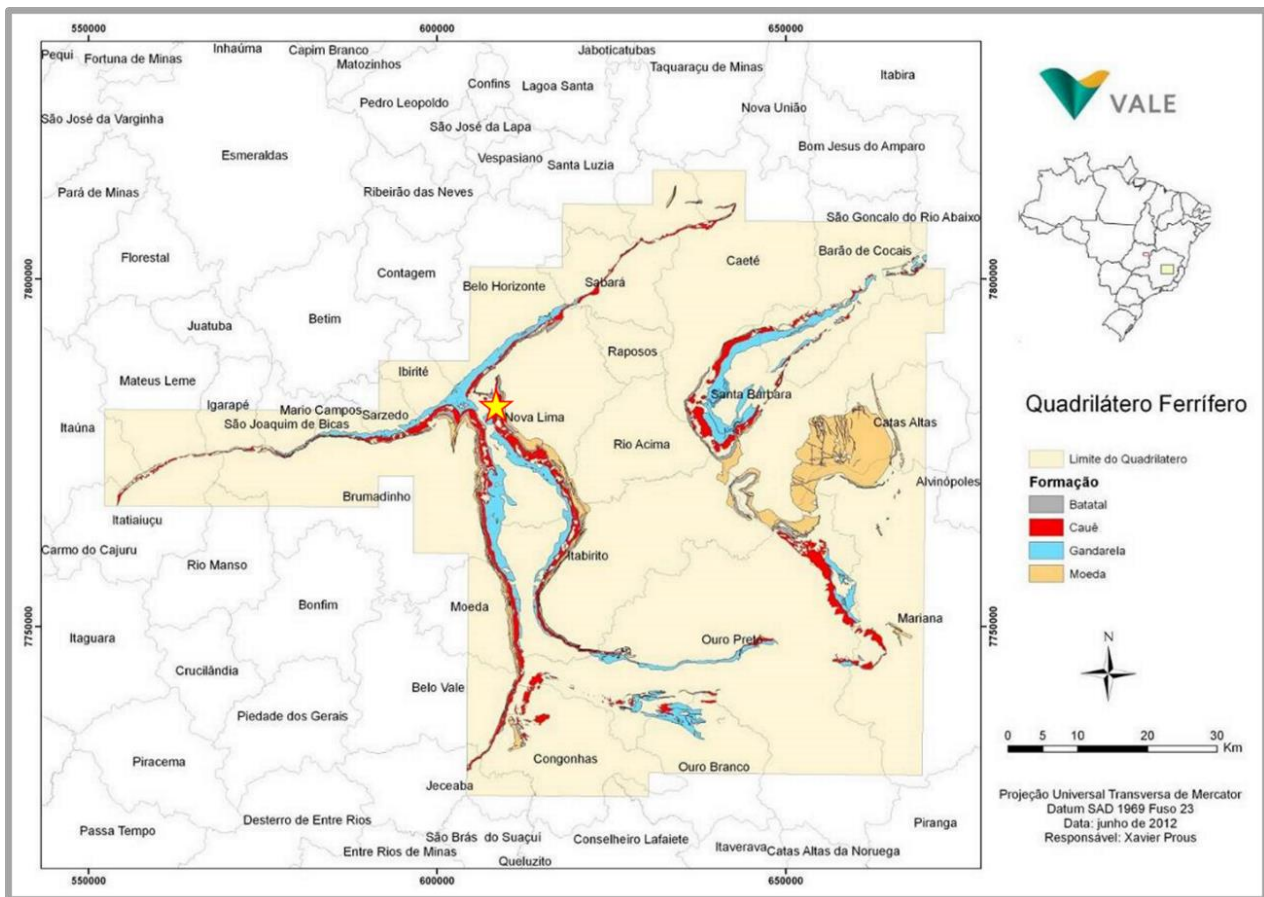 550000
600000
650000
Pequi
Fortuna de Minas
Inhaúma
Capim Branco
Matozinhos
Jaboticatubas
Taquaraçu de Minas
Itabira
Confins
Lagoa Santa
Pedro Leopoldo
Nova União
São José da Varginha
São José da Lapa
Esmeraldas
Vespasiano
Santa Luzia
Bom Jesus do Amparo
Pará de Minas
Ribeirão das Neves
São Goncalo do Rio Abaixo
Florestal
Contagem
Caeté
Barão de Cocais
7800000
7800000
Belo Horizonte
Sabará
Juatuba
Betim
Raposos
Mateus Leme
Ibirité
Igarapé
Mario Campos
Sarzedo
Santa Bárbara
Itaúna
São Joaquim de Bicas
Nova Lima
Catas Altas
Rio Acima
Brumadinho
Alvinópoles
Itatiaiuçu
Carmo do Cajuru
Rio Manso
Itabirito
Bonfim
Moeda
Mariana
7750000
7750000
Itaguara
Ouro Preto
Crucilândia
Belo Vale
Piedade dos Gerais
Piracema
Congonhas
Ouro Branco
Jeceaba
Passa Tempo
Desterro de Entre Rios
São Brás do Suaçui
Conselheiro Lafaiete
Piranga
Entre Rios de Minas
Queluzito
Itaverava
Catas Altas da Noruega
550000
600000
650000
VALE
Quadrilátero Ferrífero
Limite do Quadrilatero
Formação
Batatal
Cauê
Gandarela
Moeda
N
0 5 10 20 30
Km
Projeção Universal Transversa de Mercator
Datum SAD 1969 Fuso 23
Data: junho de 2012
Responsável: Xavier Prous